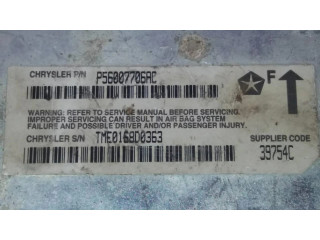 CHRYSLER P/N P56007706AC
F
WARNING: REFER TO SERVICE MANUAL BEFORE SERVICING.
IMPROPER SERVICING CAN RESULT IN AIR BAG SYSTEM
FAILURE AND POSSIBLE DRIVER AND/OR PASSENGER INJURY.
CHRYSLER S/N TME0168D0363
SUPPLIER CODE
39754C